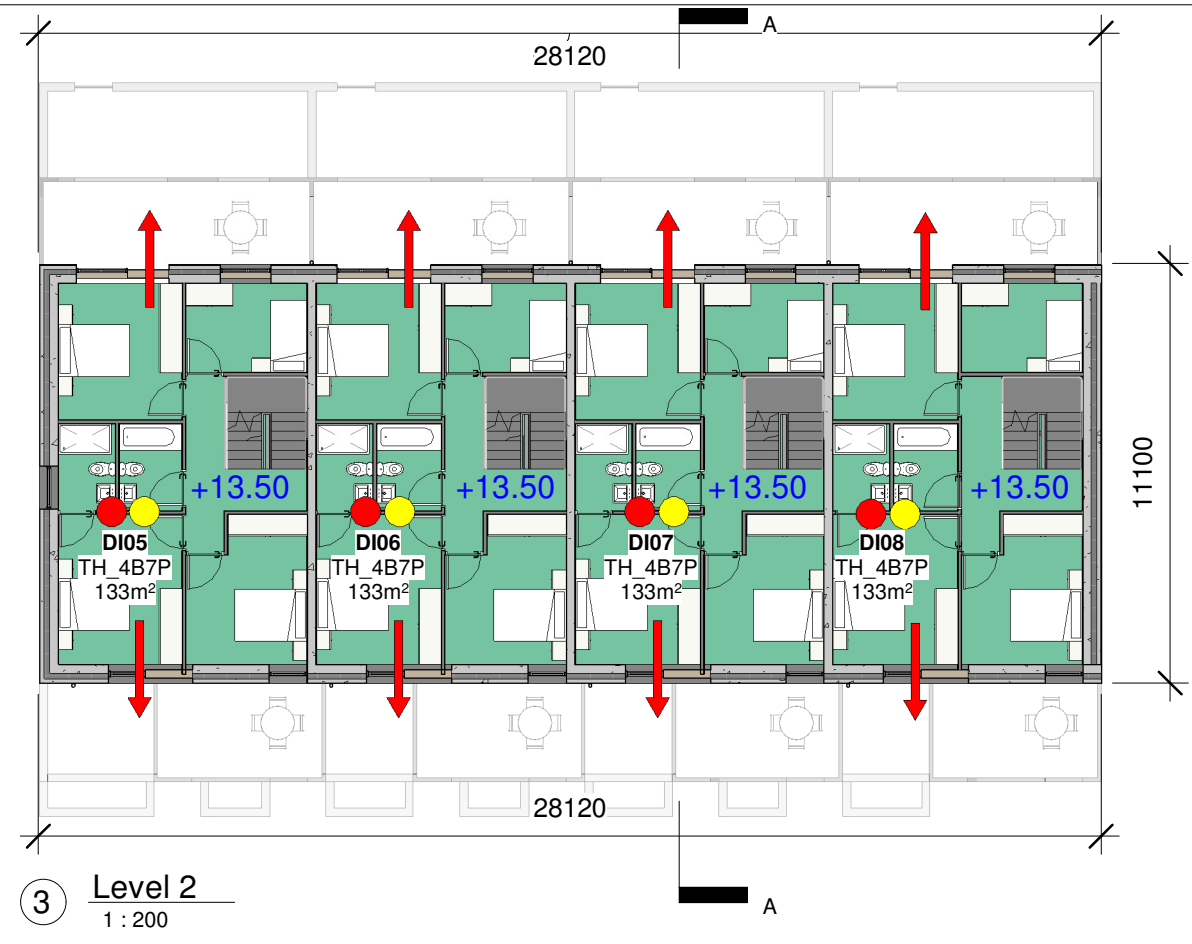 A
28120
11100
+13.50
+13.50
+13.50
+13.50
DI05
TH_4B7P
133m²
DI06
TH_4B7P
133m²
DI07
TH_4B7P
133m²
DI08
TH_4B7P
133m²
28120
A
3
Level 2
1 : 200